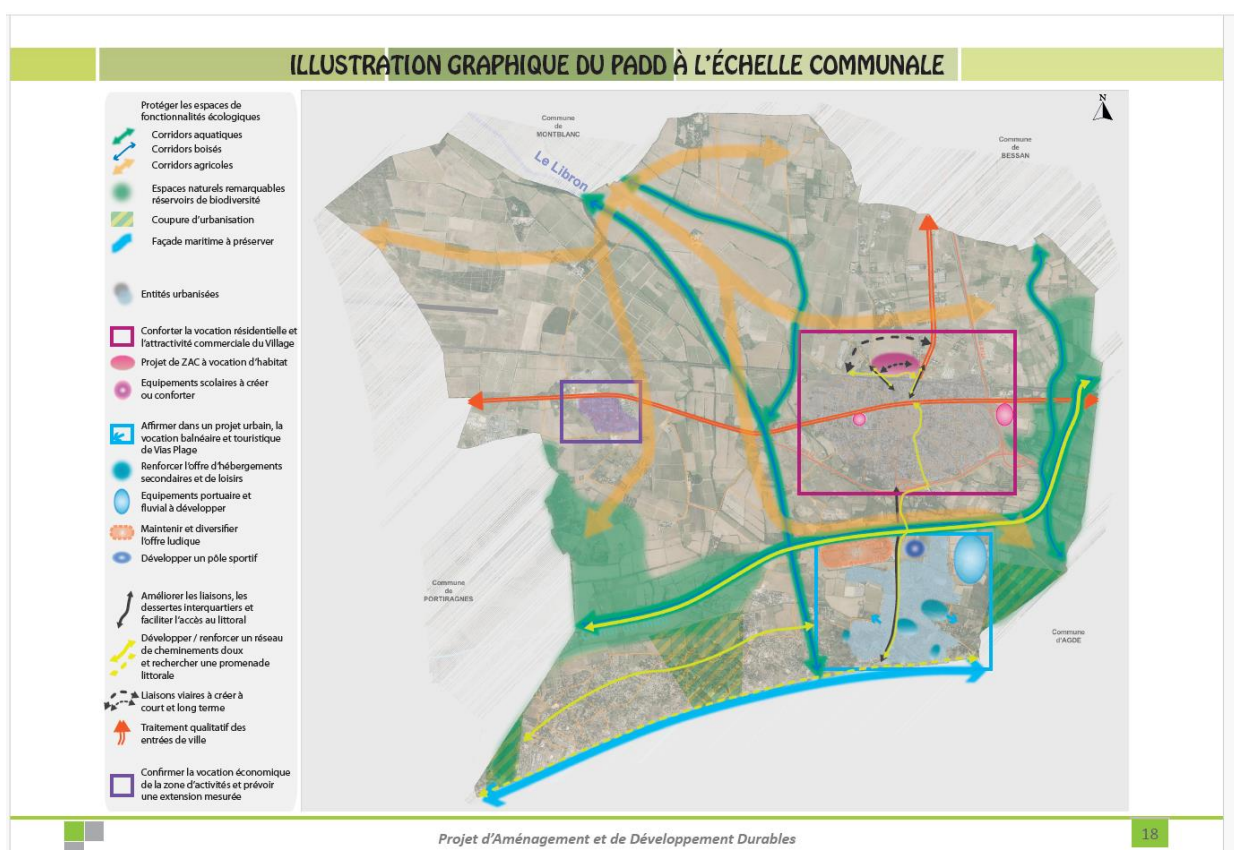 ILLUSTRATION GRAPHIQUE DU PADD À L'ÉCHELLE COMMUNALE
Protéger les espaces de
fonctionnalités écologiques
Corridors aquatiques
Corridors boisés
Corridors agricoles
Espaces naturels remarquables
réservoirs de biodiversité
Coupure d'urbanisation
Façade maritime à préserver
Entités urbanisées
Conforter la vocation résidentielle et
l'attractivité commerciale du Village
Projet de ZAC à vocation d'habitat
Equipements scolaires à créer
ou conforter
Affirmer dans un projet urbain, la
vocation balnéaire et touristique
de Vias Plage
Renforcer l'offre d'hébergements
secondaires et de loisirs
Equipements portuaire et
fluvial à développer
Maintenir et diversifier
l'offre ludique
Développer un pôle sportif
Améliorer les liaisons, les
dessertes interquartiers et
faciliter l'accès au littoral
Développer / renforcer un réseau
de cheminements doux
et rechercher une promenade
littorale
Liaisons viaires à créer à
court et long terme
Traitement qualitatif des
entrées de ville
Confirmer la vocation économique
de la zone d'activités et prévoir
une extension mesurée
Commune
de
MONTBLANC
Le Libron
N
Commune
de
BESSAN
Commune
de
PORTIRAGNES
Commune
d'AGDE
Projet d'Aménagement et de Développement Durables
18